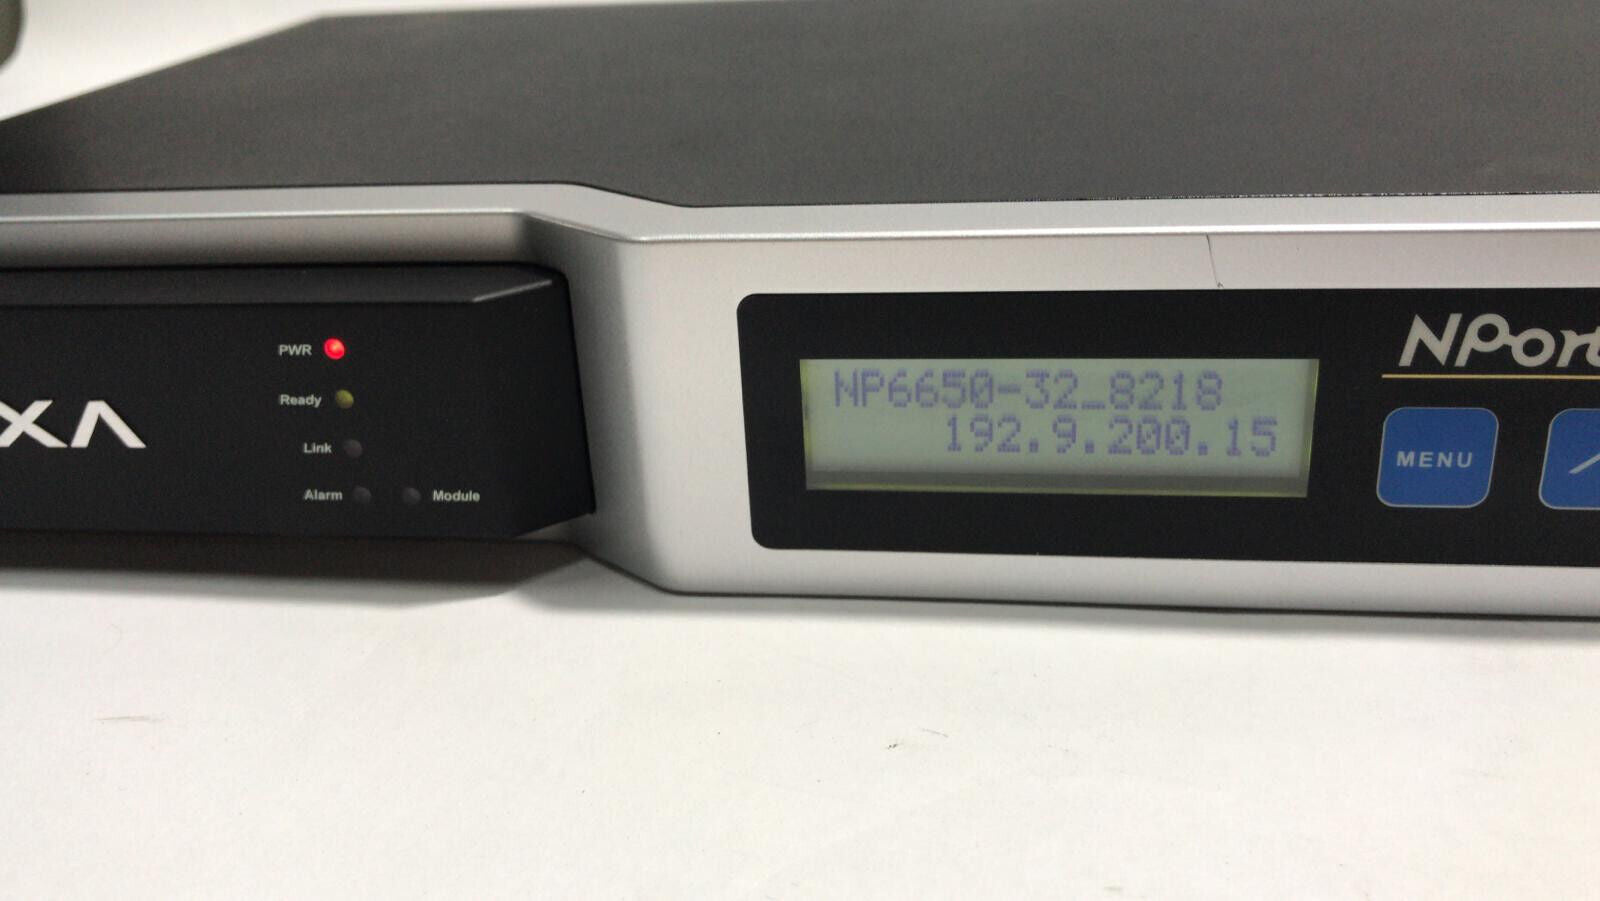 PWR
Ready
Link
Alarm Module
XA
NP6650-32_8218
192.9.200.15
NPort
MENU